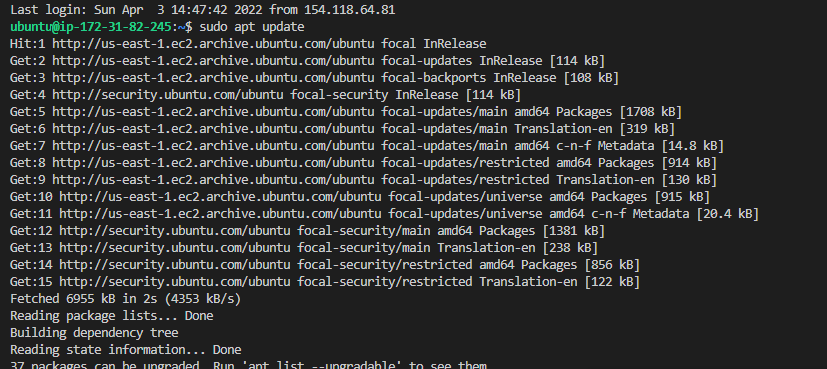 Last login: Sun Apr  3 14:47:42 2022 from 154.118.64.81
ubuntu@ip-172-31-82-245:~$ sudo apt update
Hit:1 http://us-east-1.ec2.archive.ubuntu.com/ubuntu focal InRelease
Get:2 http://us-east-1.ec2.archive.ubuntu.com/ubuntu focal-updates InRelease [114 kB]
Get:3 http://us-east-1.ec2.archive.ubuntu.com/ubuntu focal-backports InRelease [108 kB]
Get:4 http://security.ubuntu.com/ubuntu focal-security InRelease [114 kB]
Get:5 http://us-east-1.ec2.archive.ubuntu.com/ubuntu focal-updates/main amd64 Packages [1708 kB]
Get:6 http://us-east-1.ec2.archive.ubuntu.com/ubuntu focal-updates/main Translation-en [319 kB]
Get:7 http://us-east-1.ec2.archive.ubuntu.com/ubuntu focal-updates/main amd64 c-n-f Metadata [14.8 kB]
Get:8 http://us-east-1.ec2.archive.ubuntu.com/ubuntu focal-updates/restricted amd64 Packages [914 kB]
Get:9 http://us-east-1.ec2.archive.ubuntu.com/ubuntu focal-updates/restricted Translation-en [130 kB]
Get:10 http://us-east-1.ec2.archive.ubuntu.com/ubuntu focal-updates/universe amd64 Packages [915 kB]
Get:11 http://us-east-1.ec2.archive.ubuntu.com/ubuntu focal-updates/universe amd64 c-n-f Metadata [20.4 kB]
Get:12 http://security.ubuntu.com/ubuntu focal-security/main amd64 Packages [1381 kB]
Get:13 http://security.ubuntu.com/ubuntu focal-security/main Translation-en [238 kB]
Get:14 http://security.ubuntu.com/ubuntu focal-security/restricted amd64 Packages [856 kB]
Get:15 http://security.ubuntu.com/ubuntu focal-security/restricted Translation-en [122 kB]
Fetched 6955 kB in 2s (4353 kB/s)
Reading package lists... Done
Building dependency tree
Reading state information... Done
37 packages can be upgraded. Run 'apt list --upgradable' to see them